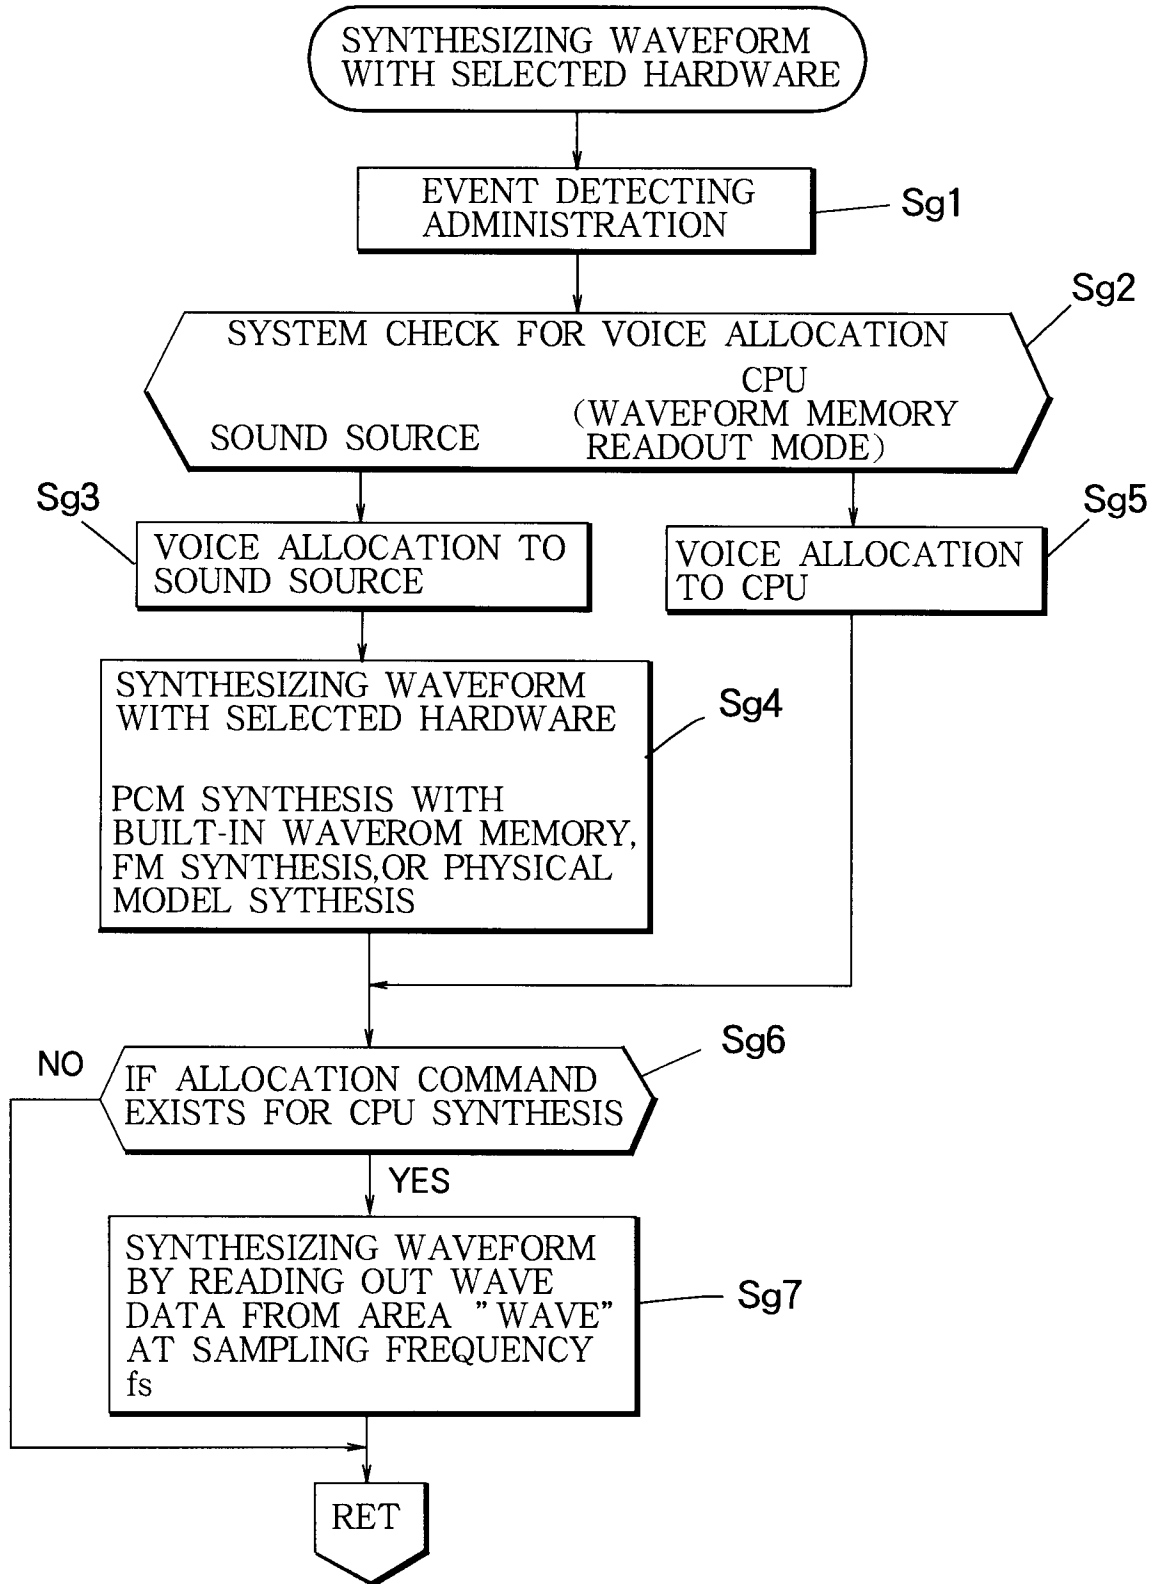 SYNTHESIZING WAVEFORM
WITH SELECTED HARDWARE
EVENT DETECTING
ADMINISTRATION
Sg1
Sg2
SYSTEM CHECK FOR VOICE ALLOCATION
CPU
(WAVEFORM MEMORY
READOUT MODE)
SOUND SOURCE
Sg3
VOICE ALLOCATION TO
SOUND SOURCE
Sg5
VOICE ALLOCATION
TO CPU
SYNTHESIZING WAVEFORM
WITH SELECTED HARDWARE
PCM SYNTHESIS WITH
BUILT-IN WAVEROM MEMORY,
FM SYNTHESIS,OR PHYSICAL
MODEL SYTHESIS
Sg4
NO
IF ALLOCATION COMMAND
EXISTS FOR CPU SYNTHESIS
Sg6
YES
SYNTHESIZING WAVEFORM
BY READING OUT WAVE
DATA FROM AREA "WAVE"
AT SAMPLING FREQUENCY
fs
Sg7
RET